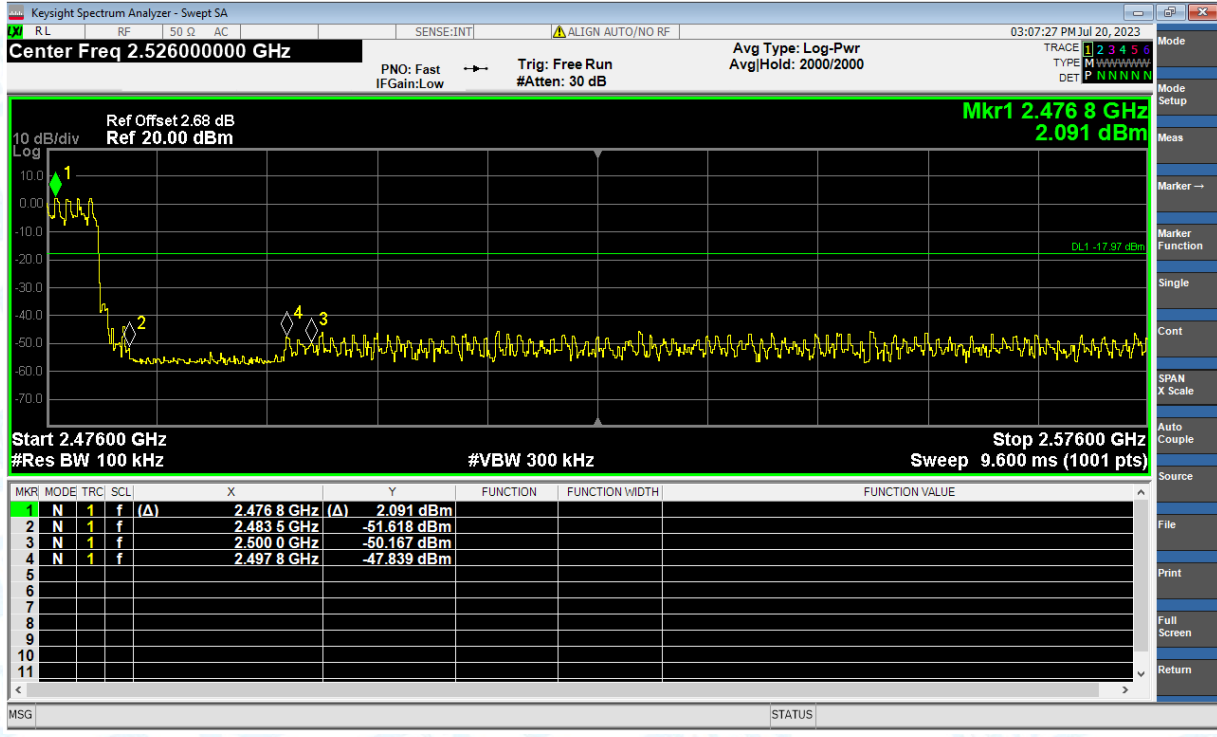 Keysight Spectrum Analyzer - Swept SA
LXI RL RF 50 Ω AC SENSE:INT ALIGN AUTO/NO RF 03:07:27 PM Jul 20, 2023
Center Freq 2.526000000 GHz
PNO: Fast
IFGain:Low
Trig: Free Run
#Atten: 30 dB
Avg Type: Log-Pwr
Avg|Hold: 2000/2000
TRACE 1 2 3 4 5 6
TYPE M WWWWW
DET P N N N N N
Mkr1 2.476 8 GHz
2.091 dBm
Ref Offset 2.68 dB
Ref 20.00 dBm
10 dB/div
Log
10.0
0.00
-10.0
-20.0
-30.0
-40.0
-50.0
-60.0
-70.0
1
2
4
3
DL1 -17.97 dBm
Start 2.47600 GHz
Stop 2.57600 GHz
#Res BW 100 kHz
#VBW 300 kHz
Sweep 9.600 ms (1001 pts)
MKR MODE TRC SCL X Y FUNCTION FUNCTION WIDTH FUNCTION VALUE
1 N 1 f (Δ) 2.476 8 GHz (Δ) 2.091 dBm
2 N 1 f 2.483 5 GHz -51.618 dBm
3 N 1 f 2.500 0 GHz -50.167 dBm
4 N 1 f 2.497 8 GHz -47.839 dBm
5
6
7
8
9
10
11
MSG
STATUS
Mode
Mode
Setup
Meas
Marker →
Marker
Function
Single
Cont
SPAN
X Scale
Auto
Couple
Source
File
Print
Full
Screen
Return